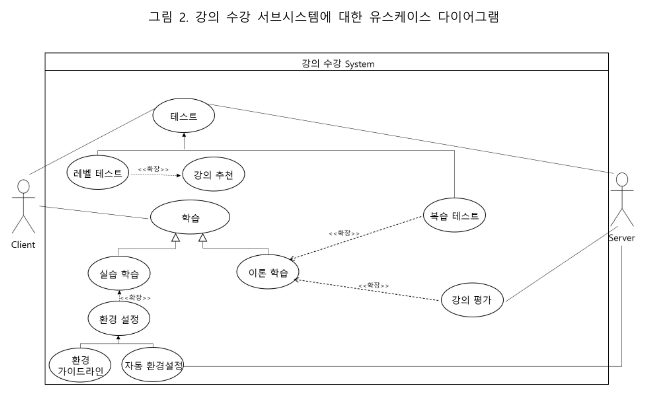 그림 2. 강의 수강 서브시스템에 대한 유스케이스 다이어그램
강의 수강 System
테스트
레벨 테스트
<<확장>>
강의 추천
학습
복습 테스트
Client
Server
<<확장>>
실습 학습
이론 학습
<<확장>>
<<확장>>
강의 평가
환경 설정
환경
가이드라인
자동 환경설정